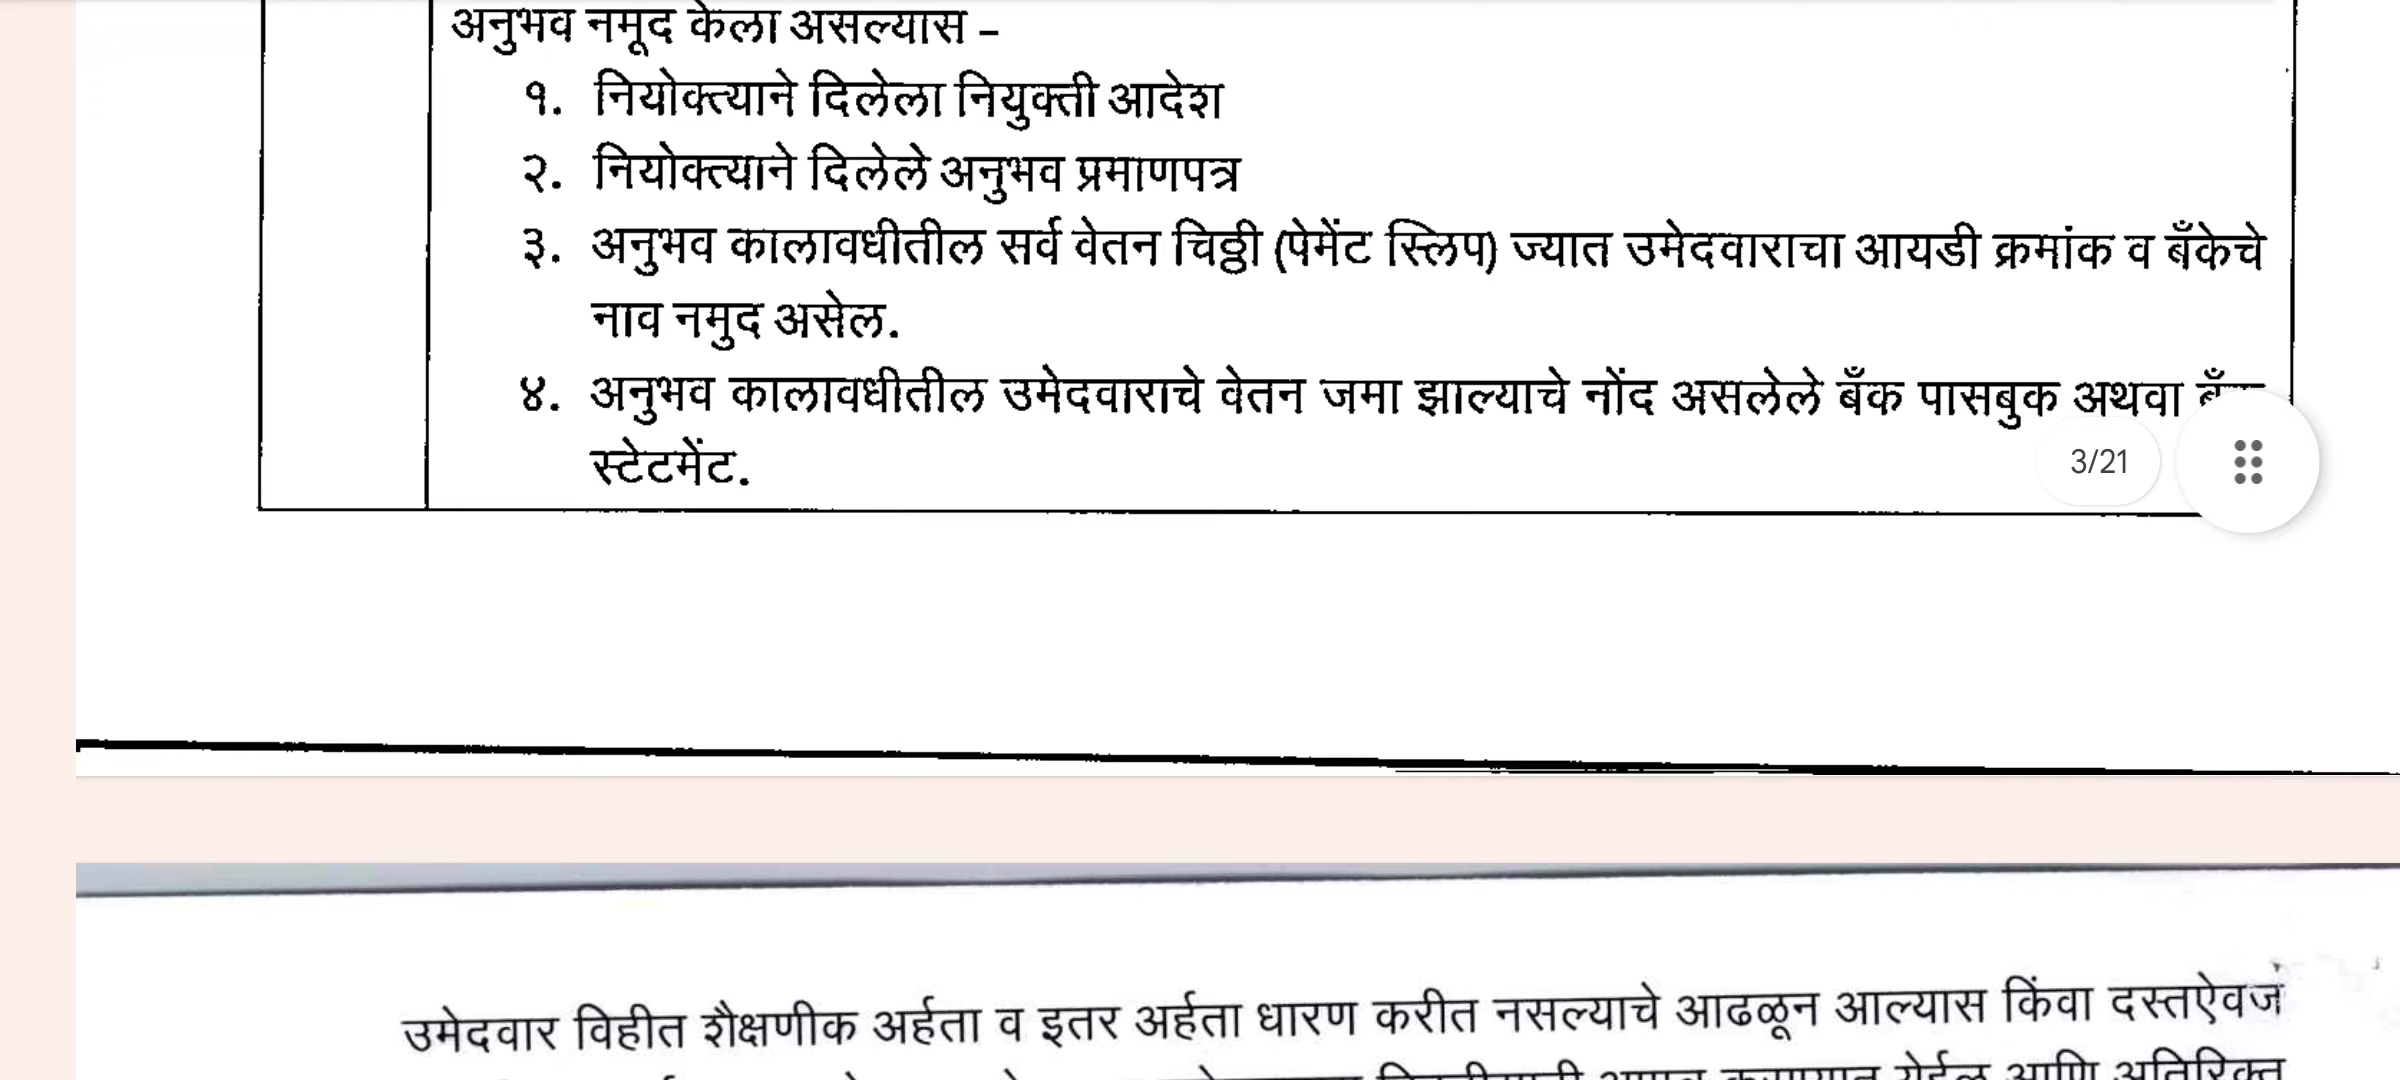 अनुभव नमूद केला असल्यास –
१. नियोक्त्याने दिलेला नियुक्ती आदेश
२. नियोक्त्याने दिलेले अनुभव प्रमाणपत्र
३. अनुभव कालावधीतील सर्व वेतन चिठ्ठी (पेमेंट स्लिप) ज्यात उमेदवाराचा आयडी क्रमांक व बँकेचे
नाव नमुद असेल.
४. अनुभव कालावधीतील उमेदवाराचे वेतन जमा झाल्याचे नोंद असलेले बँक पासबुक अथवा
3/21
स्टेटमेंट.
उमेदवार विहीत शैक्षणीक अर्हता व इतर अर्हता धारण करीत नसल्याचे आढळून आल्यास किंवा दस्तऐवज
आणि अतिरिक्त